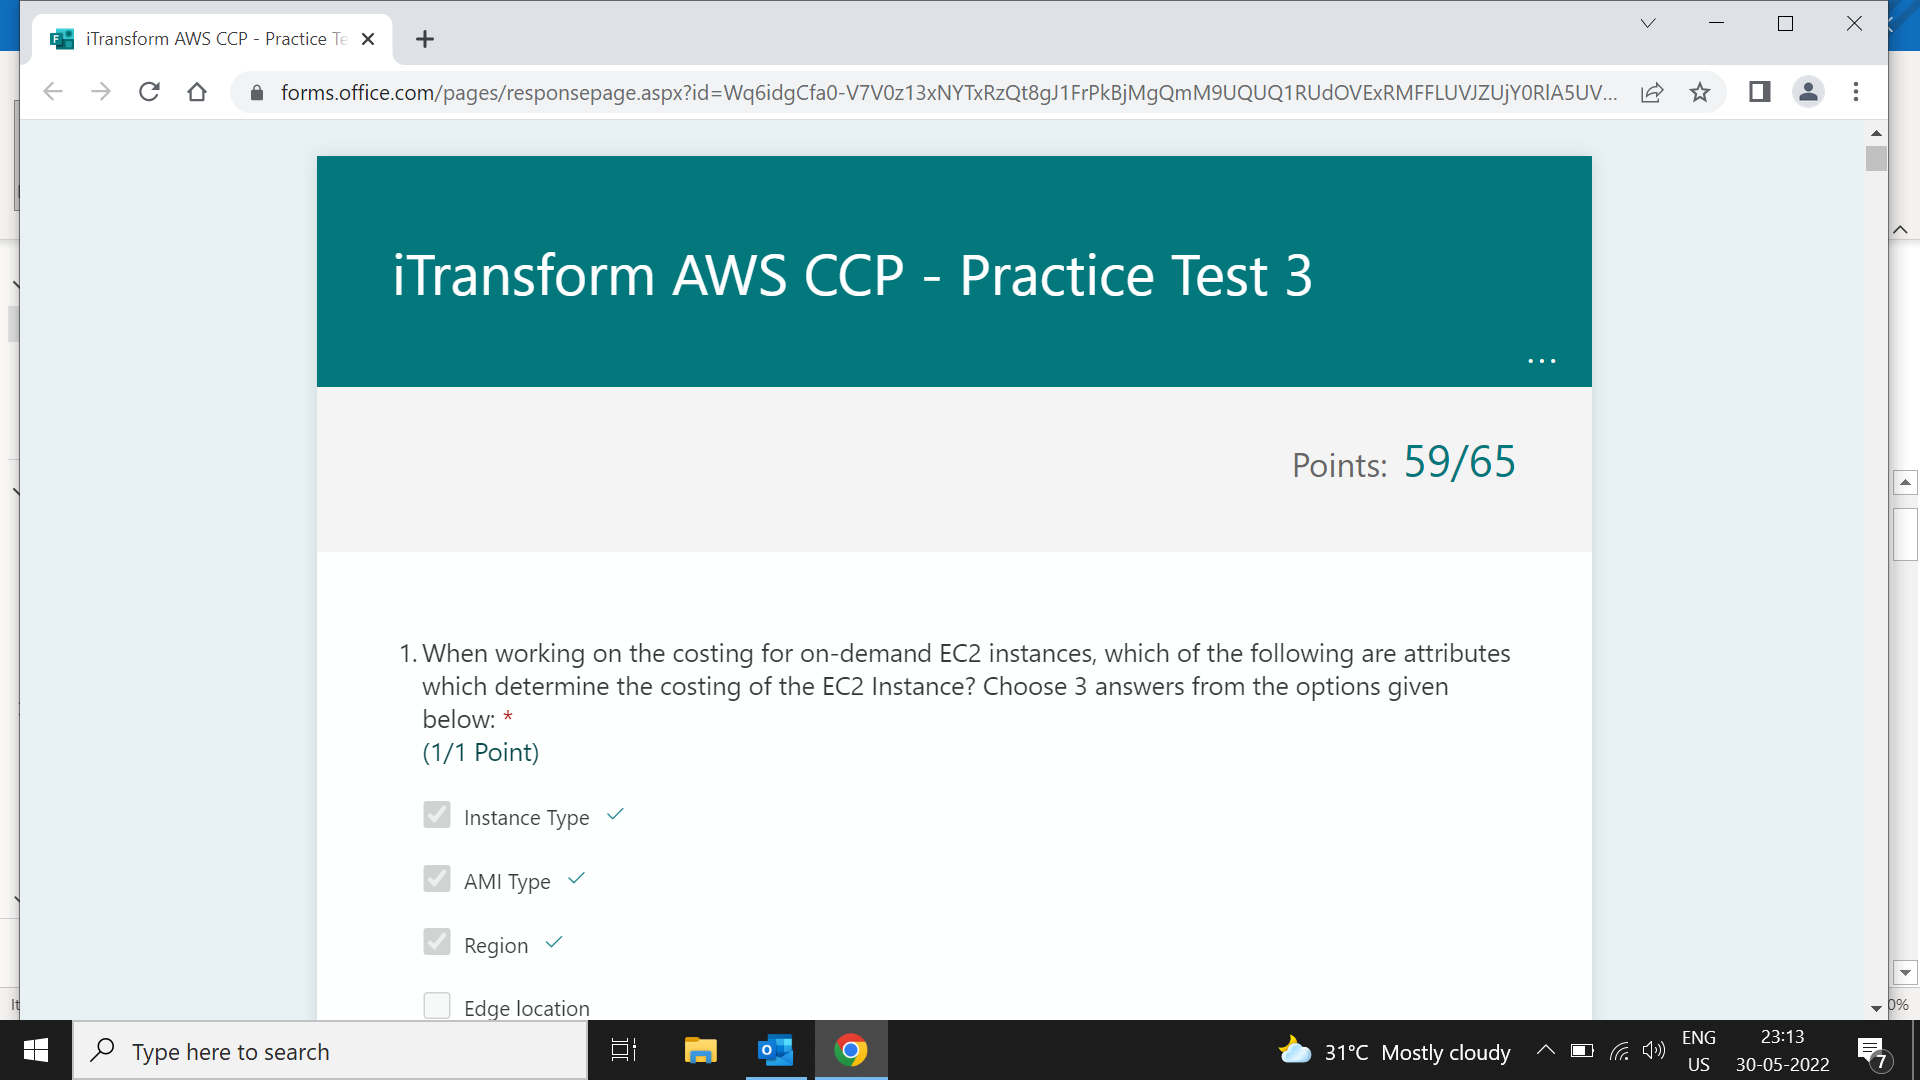 iTransform AWS CCP - Practice Te
forms.office.com/pages/responsepage.aspx?id=Wq6idgCfa0-V7V0z13xNYTxRzQt8gJ1FrPkBjMgQmM9UQUQ1RUdOVExRMFFLUVJZUjY0RlA5UV...
iTransform AWS CCP - Practice Test 3
...
Points: 59/65
1. When working on the costing for on-demand EC2 instances, which of the following are attributes
which determine the costing of the EC2 Instance? Choose 3 answers from the options given
below: *
(1/1 Point)
Instance Type
AMI Type
Region
Edge location
It
0%
Type here to search
31°C Mostly cloudy
ENG
US
23:13
30-05-2022
7